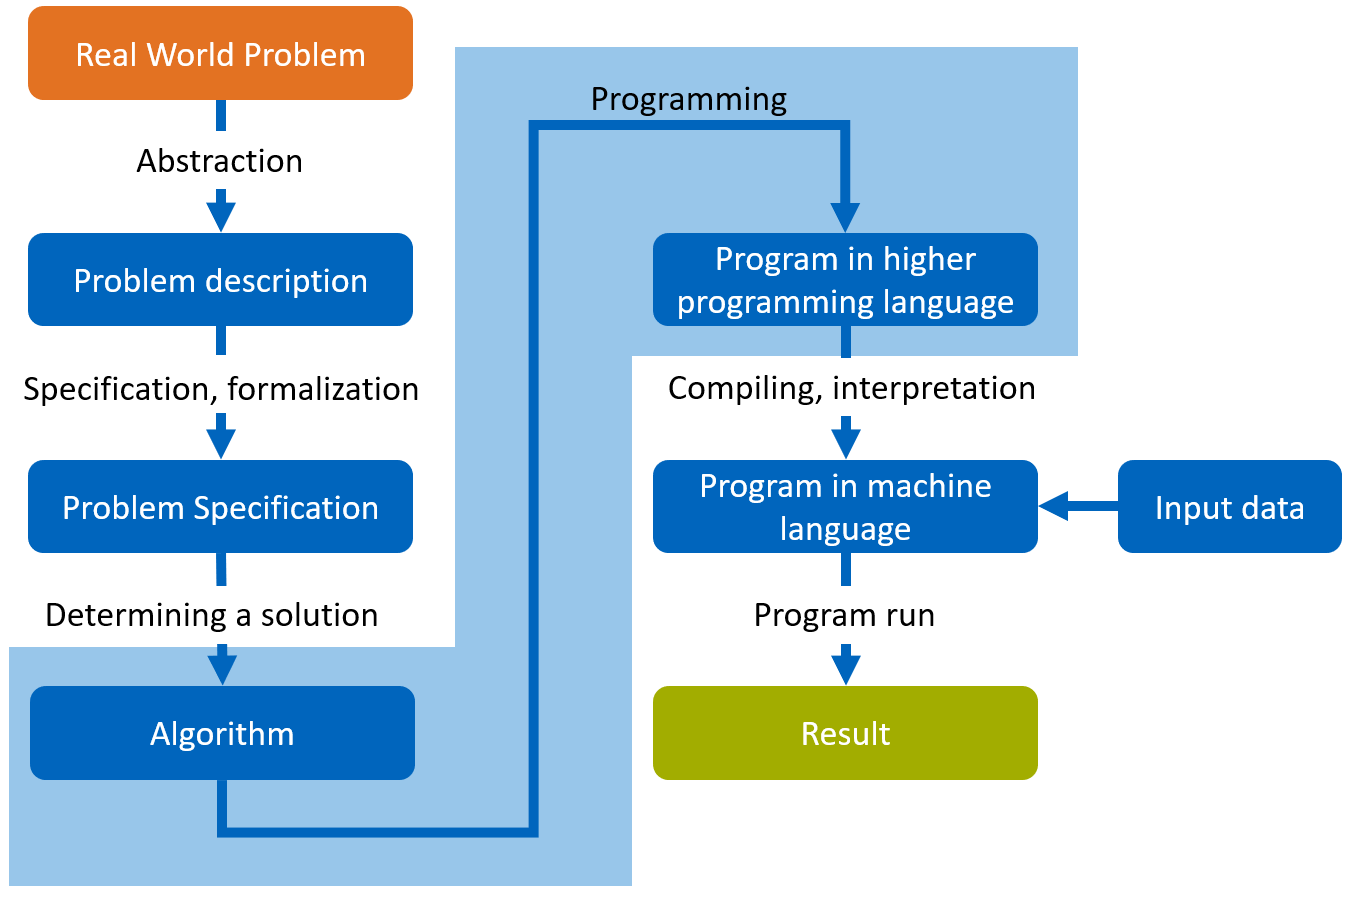 Real World Problem
Abstraction
Problem description
Specification, formalization
Problem Specification
Determining a solution
Algorithm
Programming
Program in higher
programming language
Compiling, interpretation
Program in machine
language
Input data
Program run
Result